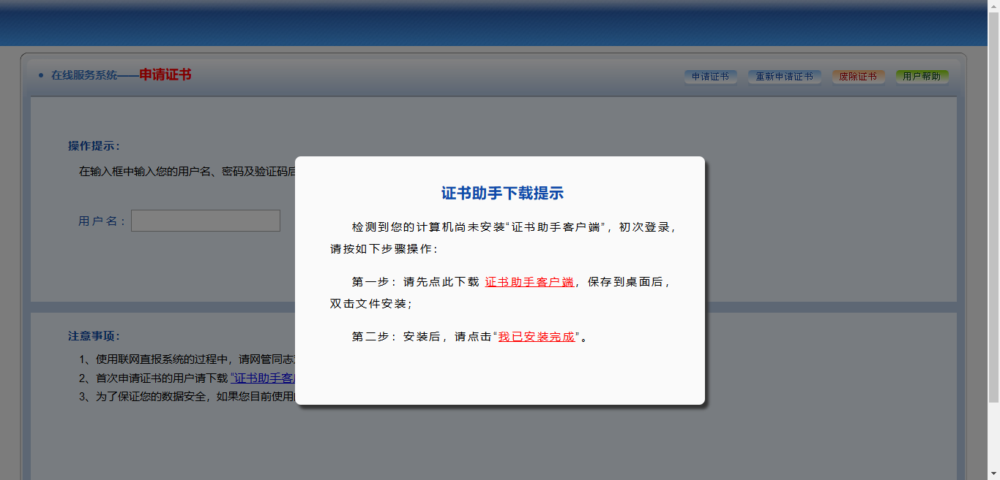 在线服务系统——申请证书
申请证书 重新申请证书 废除证书 用户帮助
操作提示：
在输入框中输入您的用户名、密码及验证码后
用 户 名：
证书助手下载提示
检测到您的计算机尚未安装“证书助手客户端”，初次登录，
请按如下步骤操作：
第一步：请先点此下载 证书助手客户端，保存到桌面后，
双击文件安装；
第二步：安装后，请点击“我已安装完成”。
注意事项：
1、使用联网直报系统的过程中，请网管同志
2、首次申请证书的用户请下载 “证书助手客
3、为了保证您的数据安全，如果您目前使用